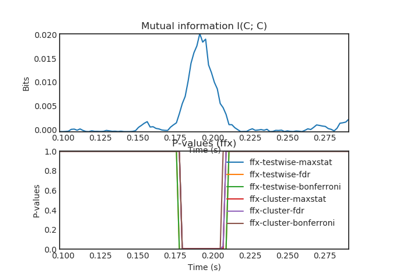 Mutual information I(C; C)
0.020
0.015
0.010
0.005
0.000
Bits
0.100 0.125 0.150 0.175 0.200 0.225 0.250 0.275
Time (s)
P-values (ffx)
1.0
0.8
0.6
0.4
0.2
0.0
P-values
ffx-testwise-maxstat
ffx-testwise-fdr
ffx-testwise-bonferroni
ffx-cluster-maxstat
ffx-cluster-fdr
ffx-cluster-bonferroni
0.100 0.125 0.150 0.175 0.200 0.225 0.250 0.275
Time (s)